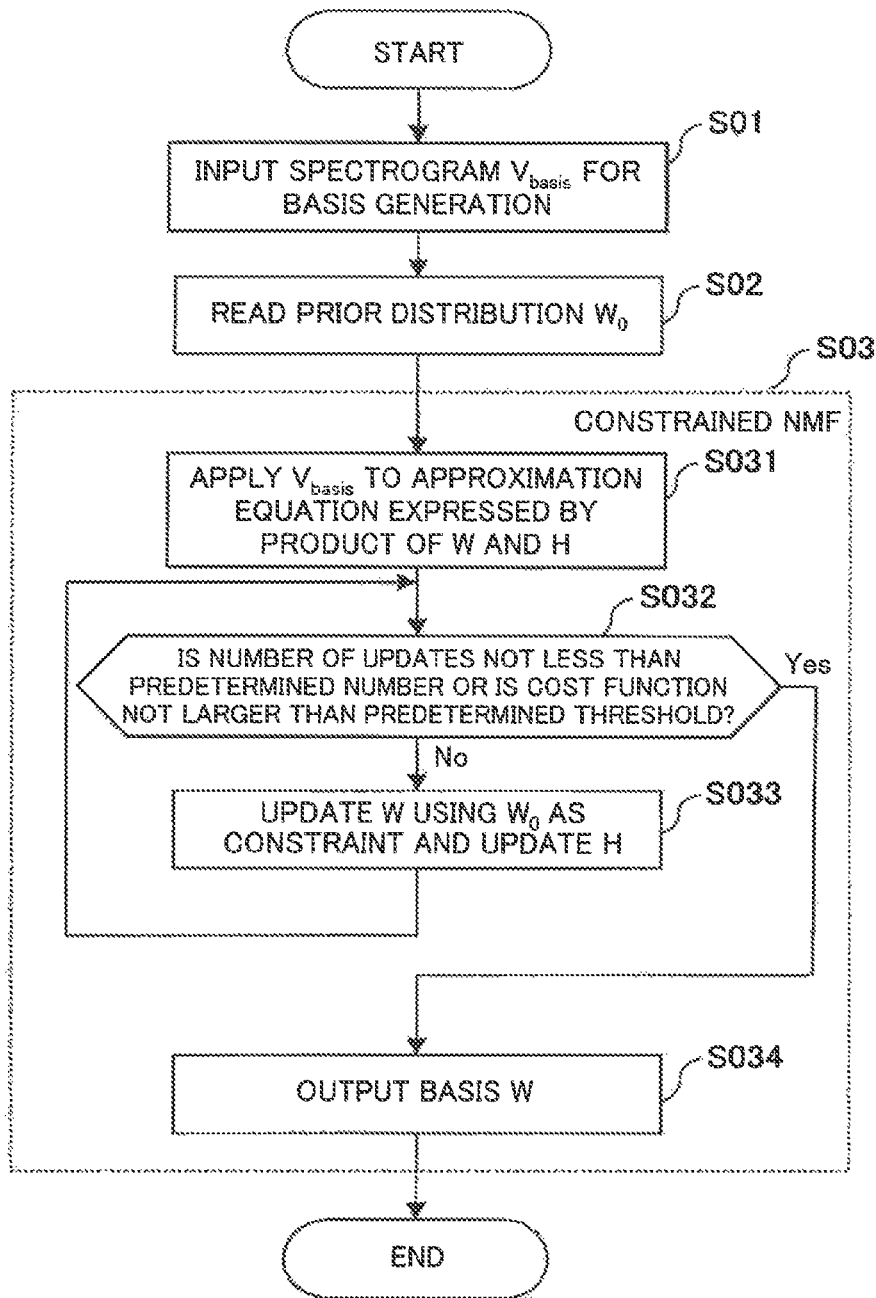 START
S01
INPUT SPECTROGRAM Vbasis FOR
BASIS GENERATION
S02
READ PRIOR DISTRIBUTION W0
S03
CONSTRAINED NMF
S031
APPLY Vbasis TO APPROXIMATION
EQUATION EXPRESSED BY
PRODUCT OF W AND H
S032
IS NUMBER OF UPDATES NOT LESS THAN
PREDETERMINED NUMBER OR IS COST FUNCTION
NOT LARGER THAN PREDETERMINED THRESHOLD?
Yes
No
S033
UPDATE W USING W0 AS
CONSTRAINT AND UPDATE H
S034
OUTPUT BASIS W
END